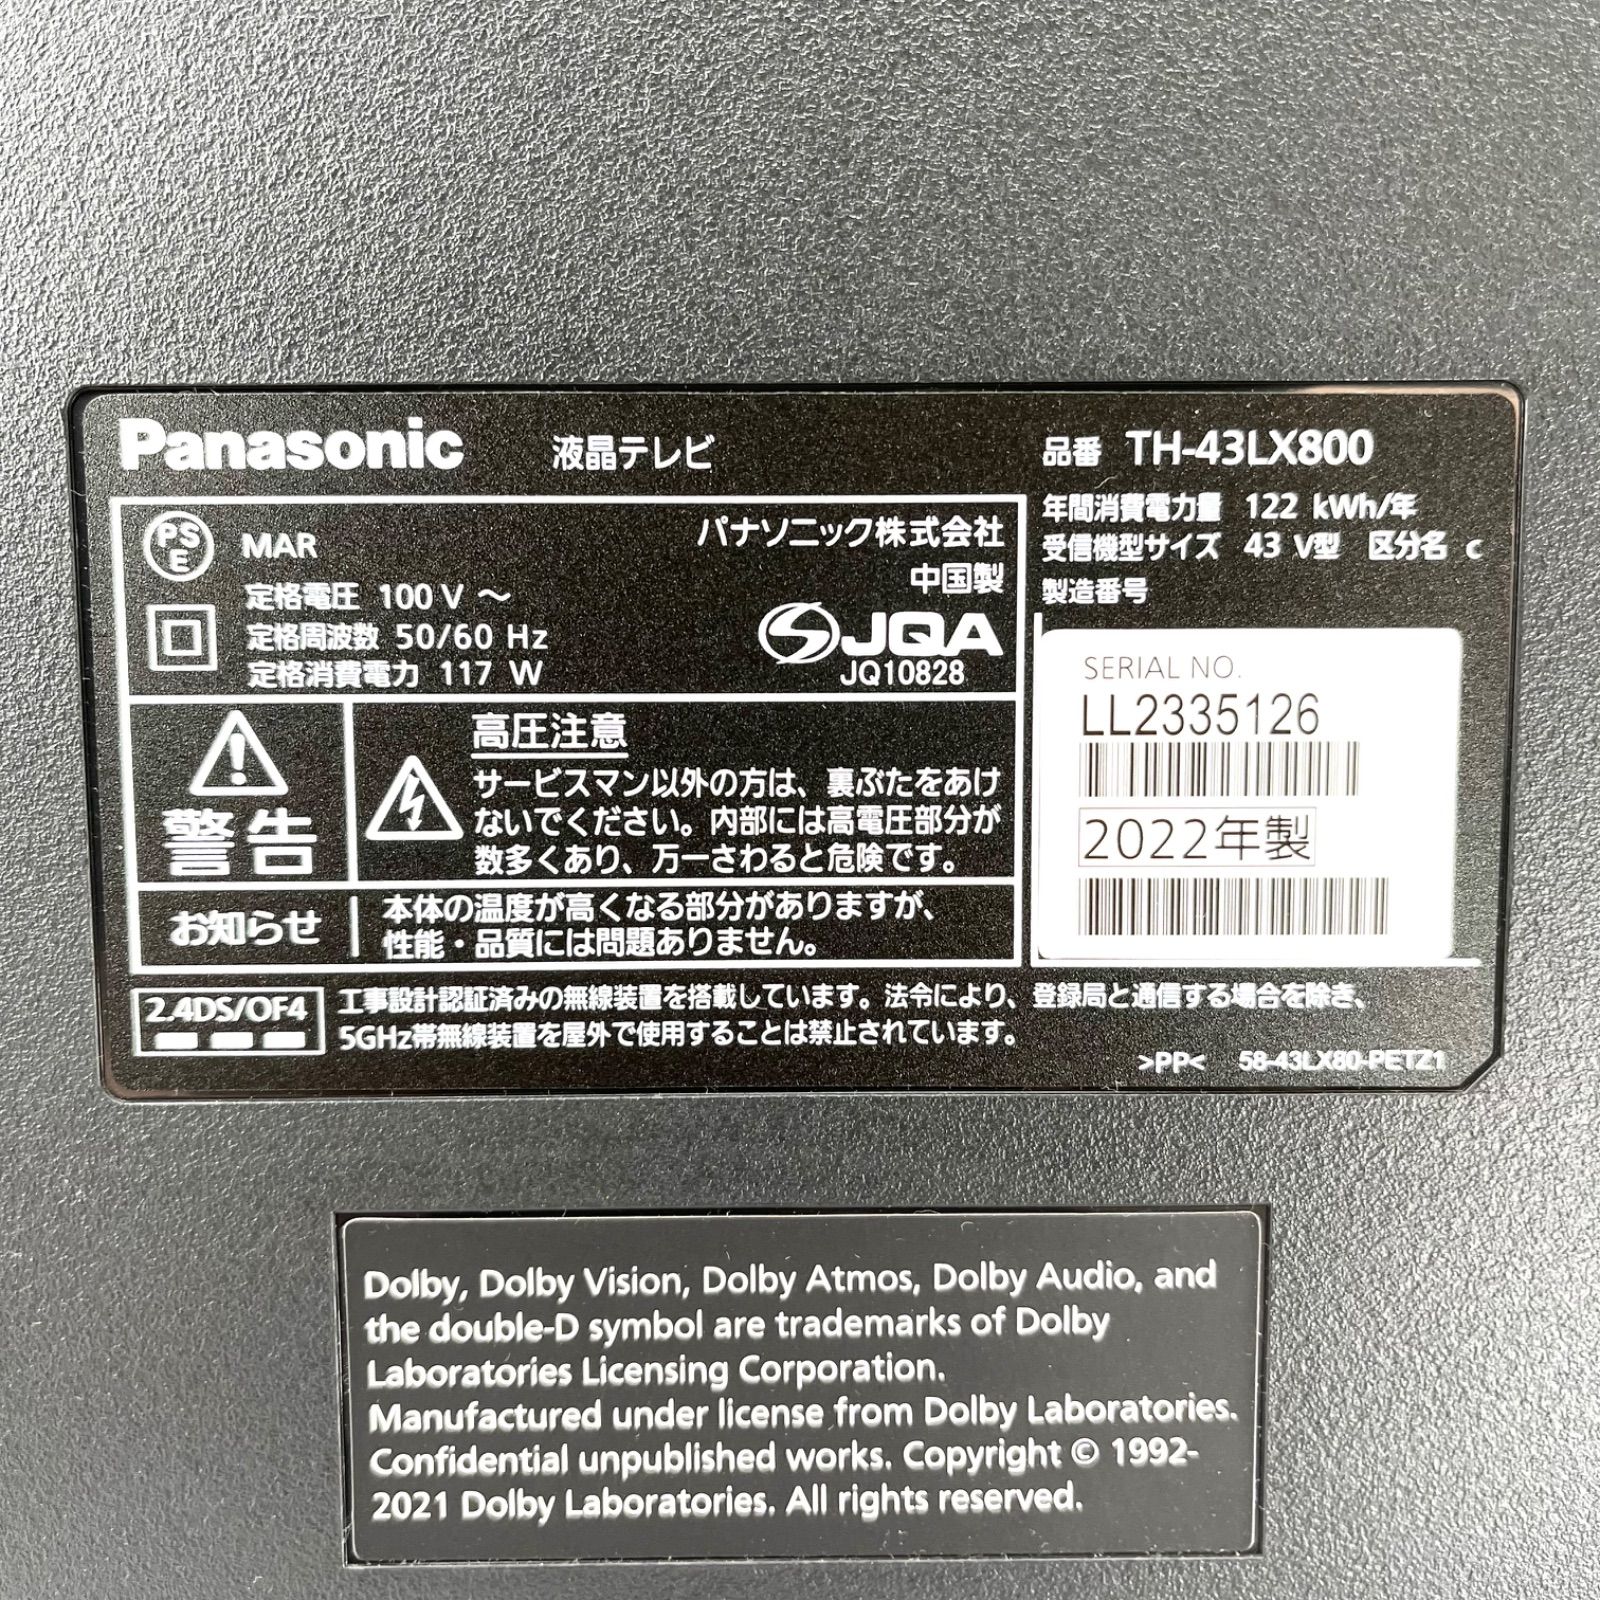 Panasonic 液晶テレビ 品番 TH-43LX800
年間消費電力量 122 kWh/年
受信機型サイズ 43 V型 区分名 c
製造番号
SERIAL NO.
LL2335126
2022年製
PS
E
MAR
パナソニック株式会社
中国製
定格電圧 100 V ～
定格周波数 50/60 Hz
定格消費電力 117 W
JQA
JQ10828
警告
高圧注意
サービスマン以外の方は、裏ぶたをあけ
ないでください。内部には高電圧部分が
数多くあり、万一さわると危険です。
お知らせ
本体の温度が高くなる部分がありますが、
性能・品質には問題ありません。
2.4DS/OF4
工事設計認証済みの無線装置を搭載しています。法令により、登録局と通信する場合を除き、
5GHz帯無線装置を屋外で使用することは禁止されています。
>PP< 58-43LX80-PETZ1
Dolby, Dolby Vision, Dolby Atmos, Dolby Audio, and
the double-D symbol are trademarks of Dolby
Laboratories Licensing Corporation.
Manufactured under license from Dolby Laboratories.
Confidential unpublished works. Copyright © 1992-
2021 Dolby Laboratories. All rights reserved.